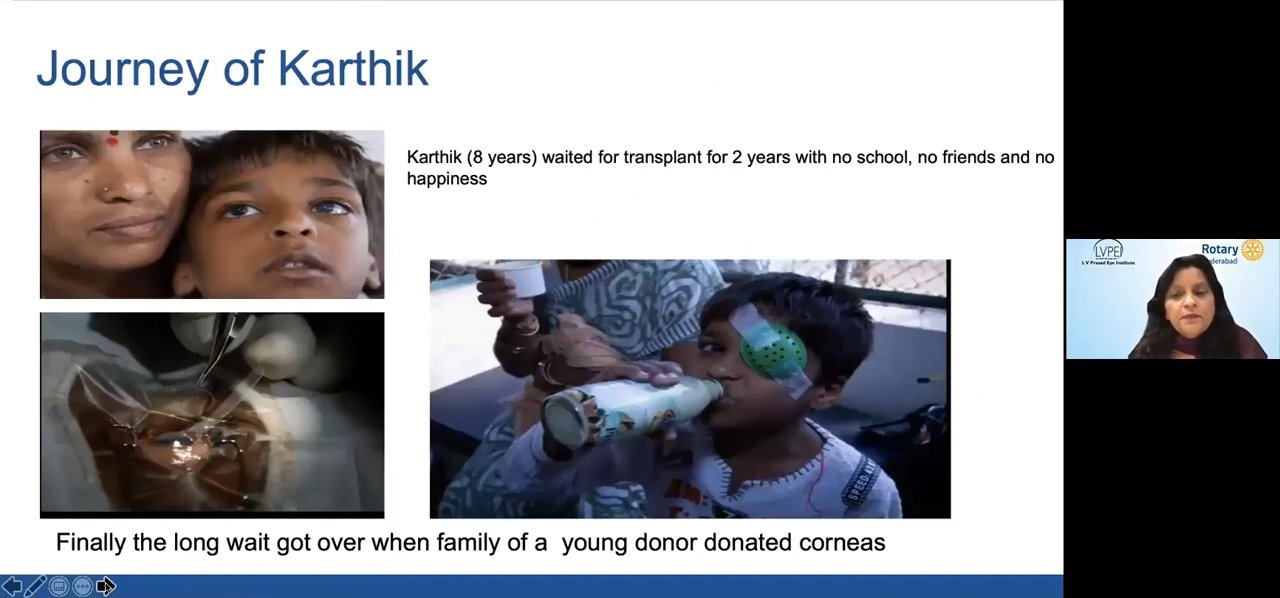 Journey of Karthik
Karthik (8 years) waited for transplant for 2 years with no school, no friends and no
happiness
LVPEI
L V Prasad Eye Institute
Rotary
derabad
SPEED
Finally the long wait got over when family of a  young donor donated corneas